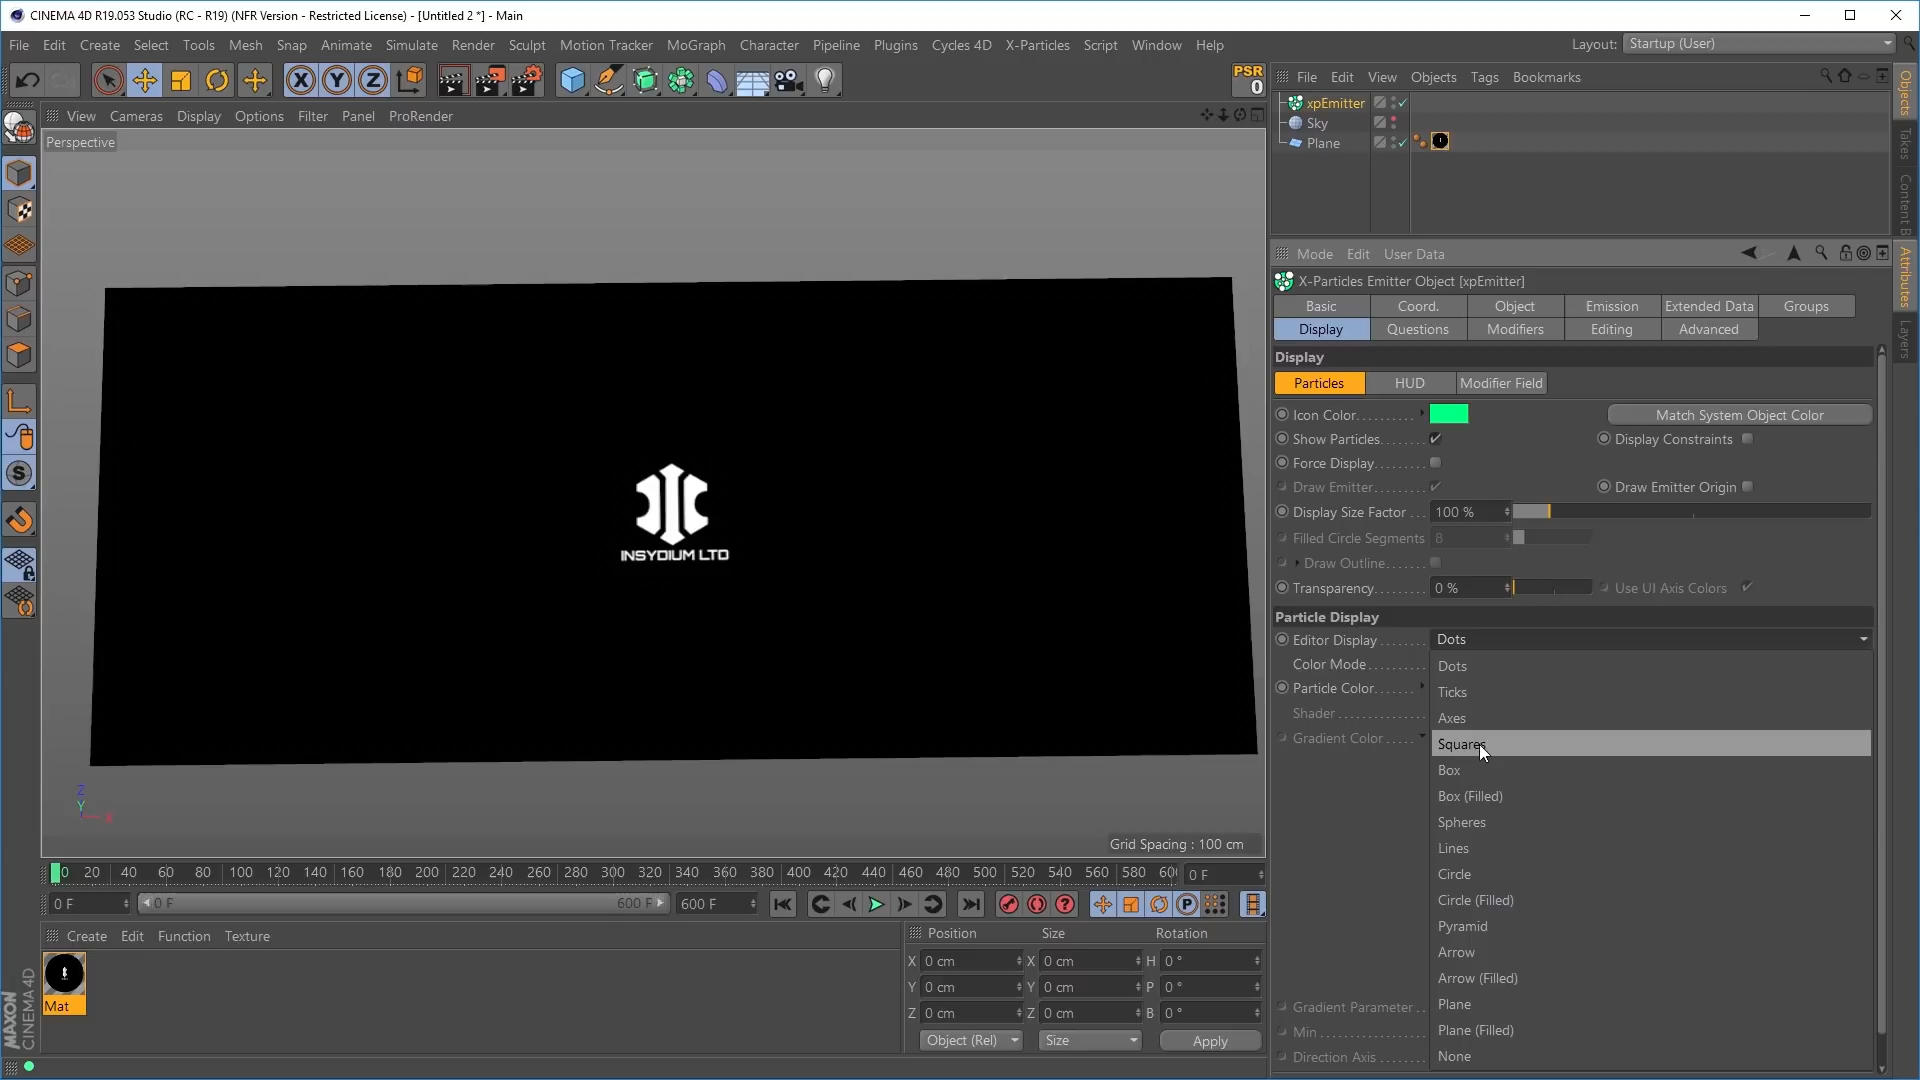 CINEMA 4D R19.053 Studio (RC - R19) (NFR Version - Restricted License) - [Untitled 2 *] - Main
File Edit Create Select Tools Mesh Snap Animate Simulate Render Sculpt Motion Tracker MoGraph Character Pipeline Plugins Cycles 4D X-Particles Script Window Help Layout: Startup (User)
X Y Z PSR 0
File Edit View Objects Tags Bookmarks
View Cameras Display Options Filter Panel ProRender
Perspective
xpEmitter
Sky
Plane
Objects
Takes
Content B
Attributes
Layers
Mode Edit User Data
X-Particles Emitter Object [xpEmitter]
Basic Coord. Object Emission Extended Data Groups
Display Questions Modifiers Editing Advanced
Display
Particles HUD Modifier Field
Icon Color Match System Object Color
Show Particles Display Constraints
Force Display
Draw Emitter Draw Emitter Origin
Display Size Factor 100 %
Filled Circle Segments 8
Draw Outline
Transparency 0 % Use UI Axis Colors
Particle Display
Editor Display Dots
Color Mode
Particle Color
Shader
Gradient Color
Dots
Ticks
Axes
Squares
Box
Box (Filled)
Spheres
Lines
Circle
Circle (Filled)
Pyramid
Arrow
Arrow (Filled)
Plane
Plane (Filled)
None
Gradient Parameter
Min
Direction Axis
INSYDIUM LTD
Z
Y
X
Grid Spacing : 100 cm
0 20 40 60 80 100 120 140 160 180 200 220 240 260 280 300 320 340 360 380 400 420 440 460 480 500 520 540 560 580 60 0 F
0 F 0 F 600 F 600 F
Create Edit Function Texture
Mat
Position Size Rotation
X 0 cm X 0 cm H 0 °
Y 0 cm Y 0 cm P 0 °
Z 0 cm Z 0 cm B 0 °
Object (Rel) Size Apply
MAXON
CINEMA 4D